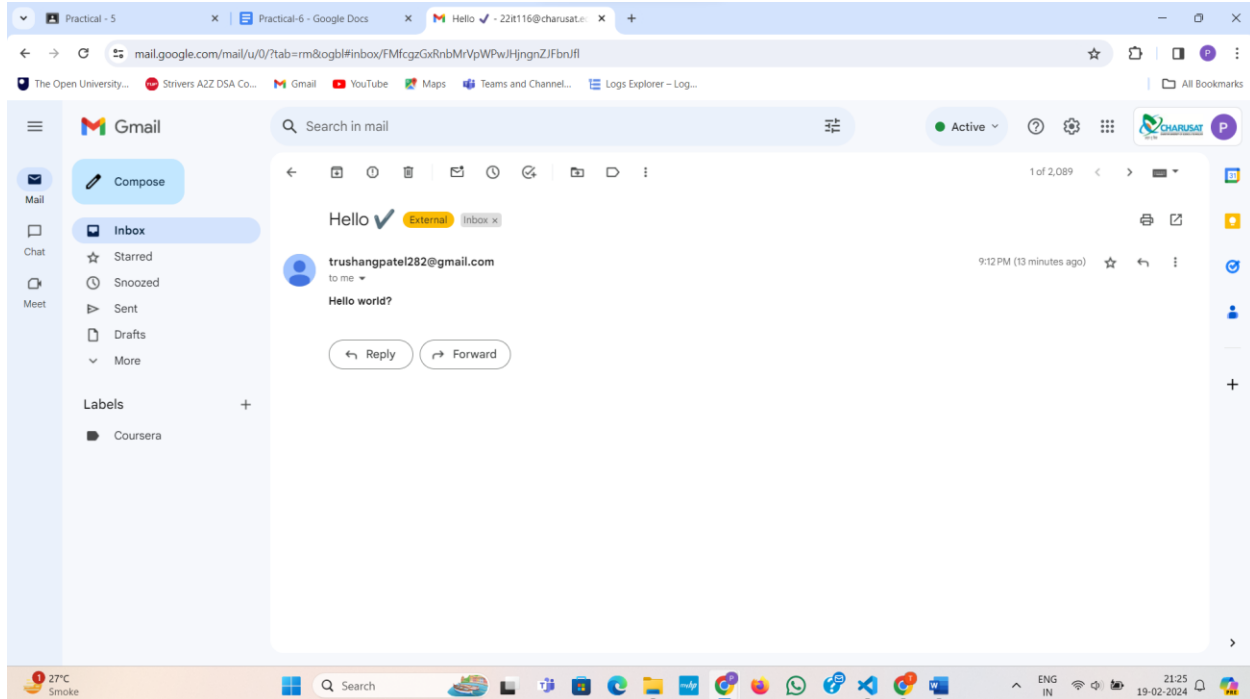 Practical - 5
Practical-6 - Google Docs
Hello ✔ - 22it116@charusat.e
mail.google.com/mail/u/0/?tab=rm&ogbl#inbox/FMfcgzGxRnbMrVpWPwJHjngnZJFbnJfl
P
The Open University...
Strivers A2Z DSA Co...
Gmail
YouTube
Maps
Teams and Channel...
Logs Explorer – Log...
All Bookmarks
Gmail
Search in mail
Active
CHARUSAT
P
Mail
Compose
1 of 2,089
31
Hello ✔ External Inbox x
Inbox
Chat
Starred
trushangpatel282@gmail.com
9:12 PM (13 minutes ago)
to me
Snoozed
Hello world?
Meet
Sent
Drafts
Reply
Forward
More
Labels
Coursera
1
27°C
Smoke
Search
ENG
IN
21:25
19-02-2024